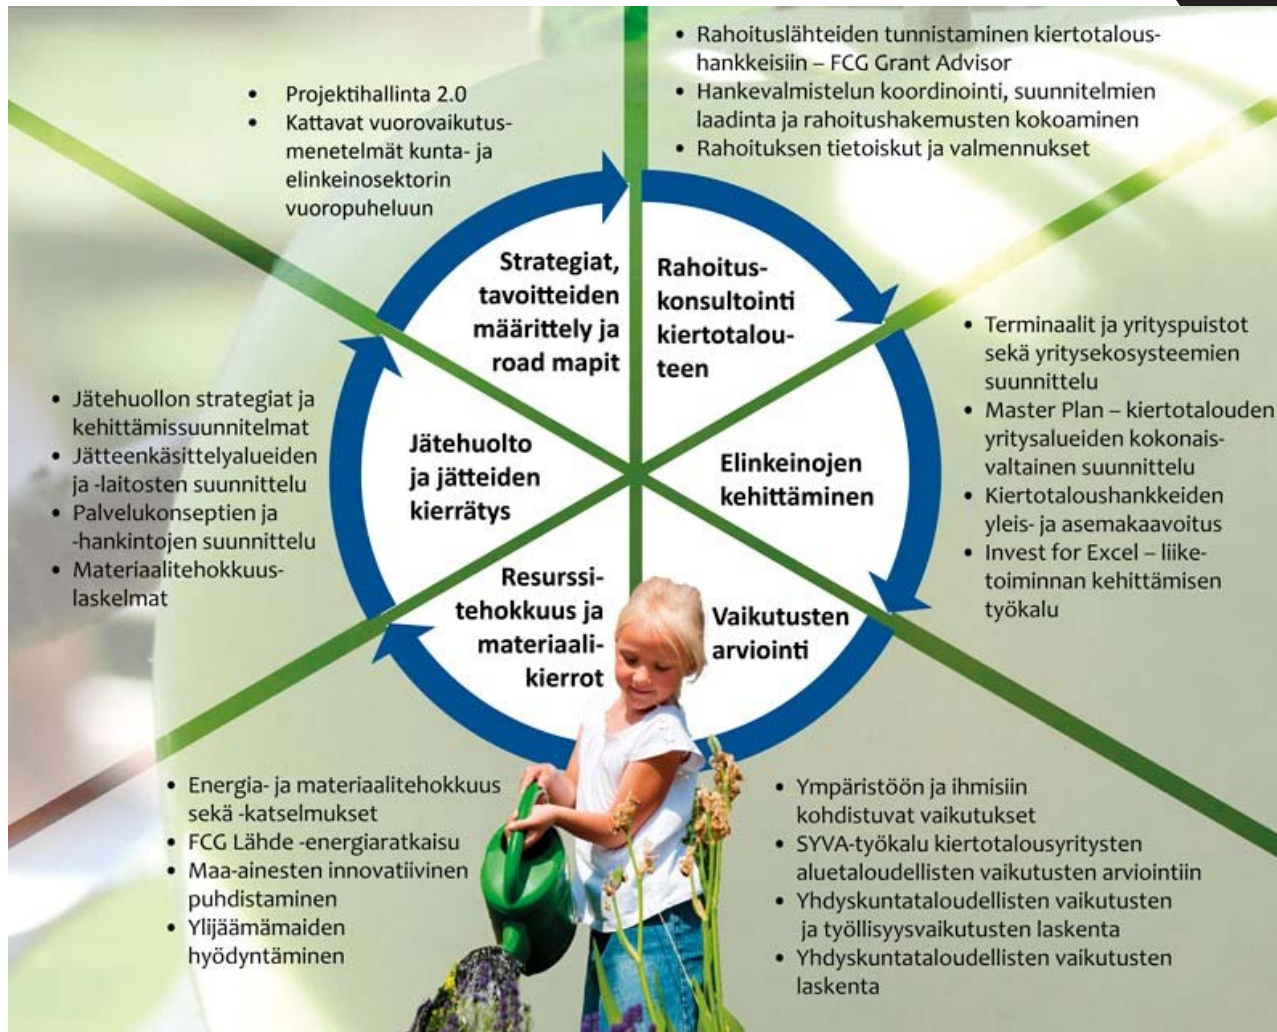 • Projektihallinta 2.0
• Kattavat vuorovaikutus-
menetelmät kunta- ja
elinkeinosektorin
vuoropuheluun
• Rahoituslähteiden tunnistaminen kiertotalous-
hankkeisiin – FCG Grant Advisor
• Hankevalmistelun koordinointi, suunnitelmien
laadinta ja rahoitushakemusten kokoaminen
• Rahoituksen tietoiskut ja valmennukset
Strategiat,
tavoitteiden
määrittely ja
road mapit
Rahoitus-
konsultointi
kiertotalou-
teen
• Terminaalit ja yrityspuistot
sekä yritysekosysteemien
suunnittelu
• Master Plan – kiertotalouden
yritysalueiden kokonais-
valtainen suunnittelu
• Kiertotaloushankkeiden
yleis- ja asemakaavoitus
• Invest for Excel – liike-
toiminnan kehittämisen
työkalu
• Jätehuollon strategiat ja
kehittämissuunnitelmat
• Jätteenkäsittelyalueiden
ja -laitosten suunnittelu
• Palvelukonseptien ja
-hankintojen suunnittelu
• Materiaalitehokkuus-
laskelmat
Jätehuolto
ja jätteiden
kierrätys
Elinkeinojen
kehittäminen
Resurssi-
tehokkuus ja
materiaali-
kierrot
Vaikutusten
arviointi
• Energia- ja materiaalitehokkuus
sekä -katselmukset
• FCG Lähde -energiaratkaisu
• Maa-ainesten innovatiivinen
puhdistaminen
• Ylijäämämaiden
hyödyntäminen
• Ympäristöön ja ihmisiin
kohdistuvat vaikutukset
• SYVA-työkalu kiertotalousyritysten
aluetaloudellisten vaikutusten arviointiin
• Yhdyskuntataloudellisten vaikutusten
ja työllisyysvaikutusten laskenta
• Yhdyskuntataloudellisten vaikutusten
laskenta